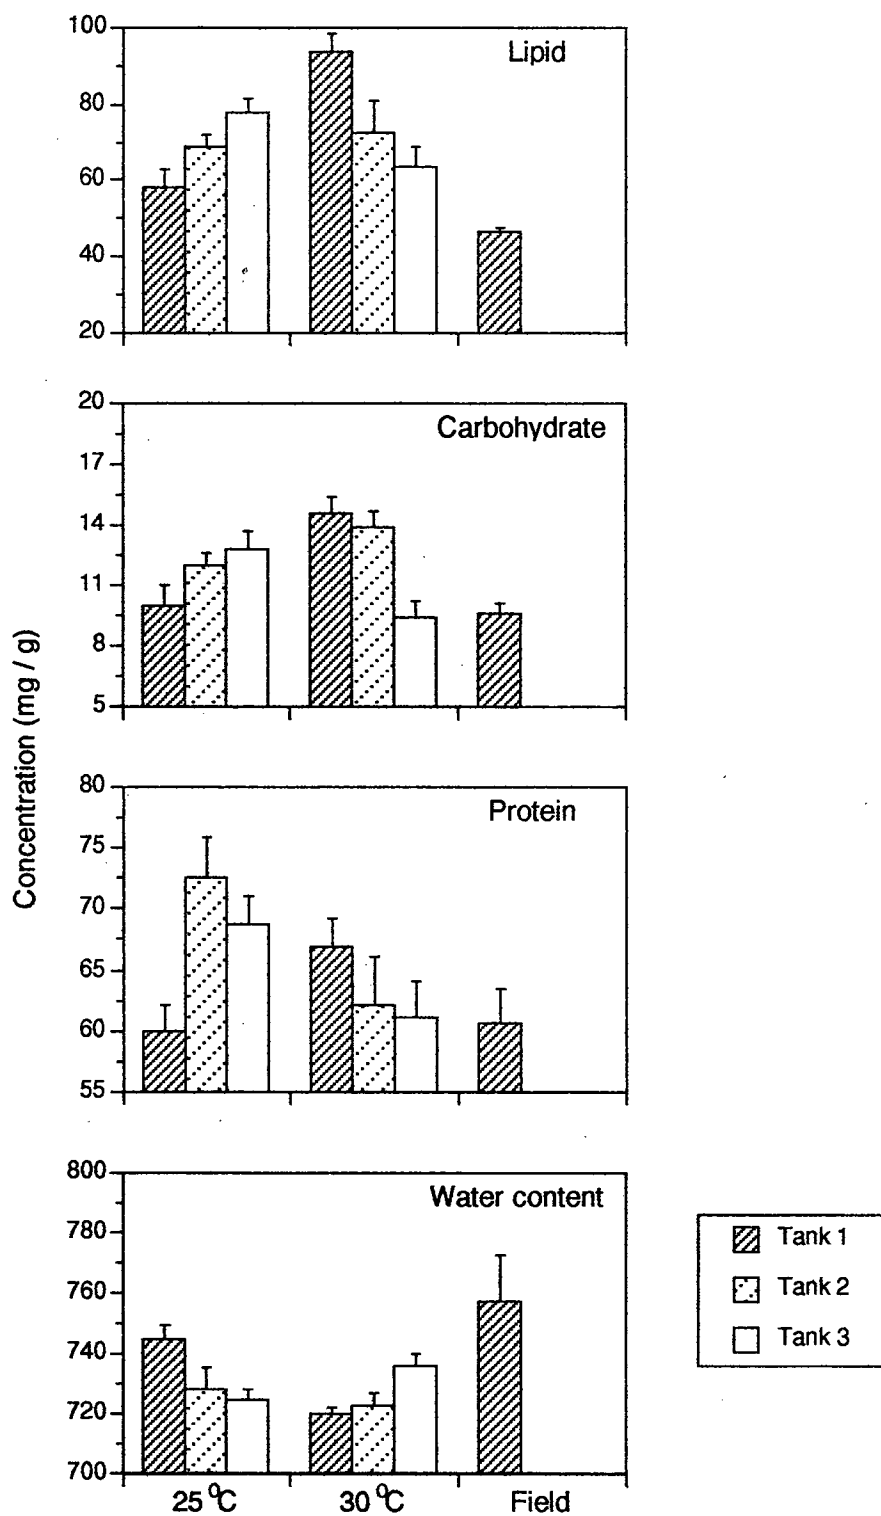 100
80
60
40
20
Lipid
20
17
14
11
8
5
Carbohydrate
Concentration (mg / g)
80
75
70
65
60
55
Protein
800
780
760
740
720
700
Water content
25 ⁰C
30 ⁰C
Field
Tank 1
Tank 2
Tank 3